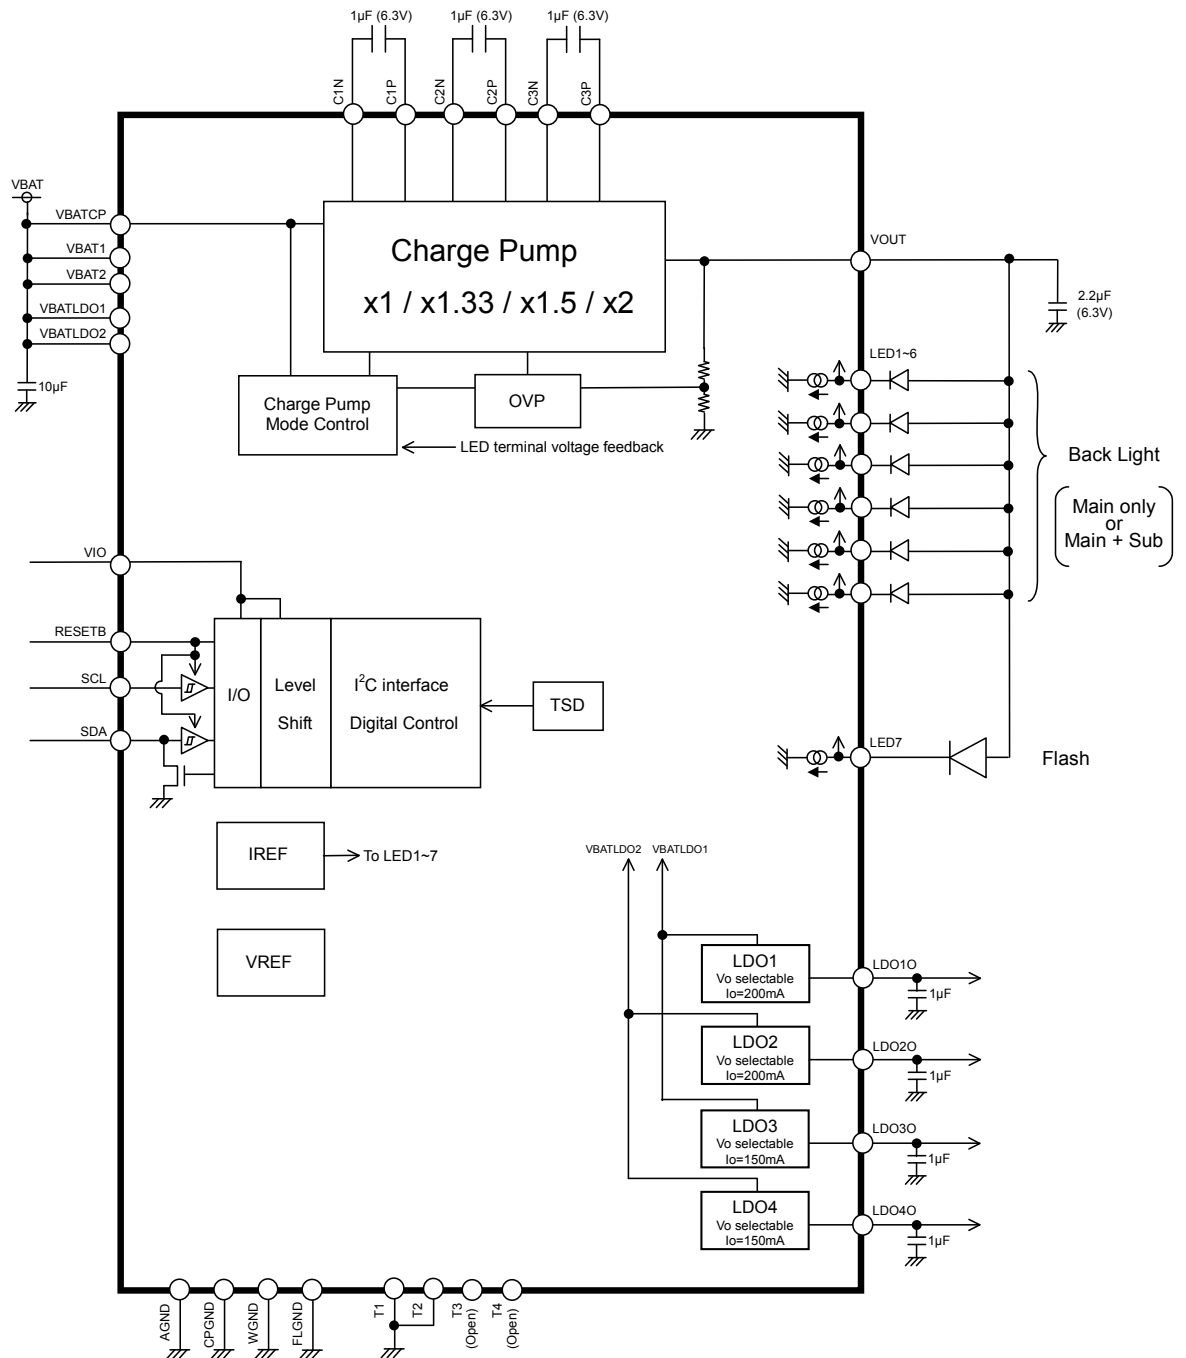 1µF (6.3V)
1µF (6.3V)
1µF (6.3V)
C1N
C1P
C2N
C2P
C3N
C3P
VBAT
VBATCP
VBAT1
VBAT2
VBATLDO1
VBATLDO2
10µF
Charge Pump
x1 / x1.33 / x1.5 / x2
VOUT
2.2µF
(6.3V)
Charge Pump
Mode Control
OVP
LED terminal voltage feedback
LED1~6
Back Light
Main only
or
Main + Sub
VIO
RESETB
SCL
SDA
I/O
Level
Shift
I²C interface
Digital Control
TSD
LED7
Flash
IREF
To LED1~7
VREF
VBATLDO2
VBATLDO1
LDO1
Vo selectable
Io=200mA
LDO1O
1µF
LDO2
Vo selectable
Io=200mA
LDO2O
1µF
LDO3
Vo selectable
Io=150mA
LDO3O
1µF
LDO4
Vo selectable
Io=150mA
LDO4O
1µF
AGND
CPGND
WGND
FLGND
T1
T2
T3
(Open)
T4
(Open)